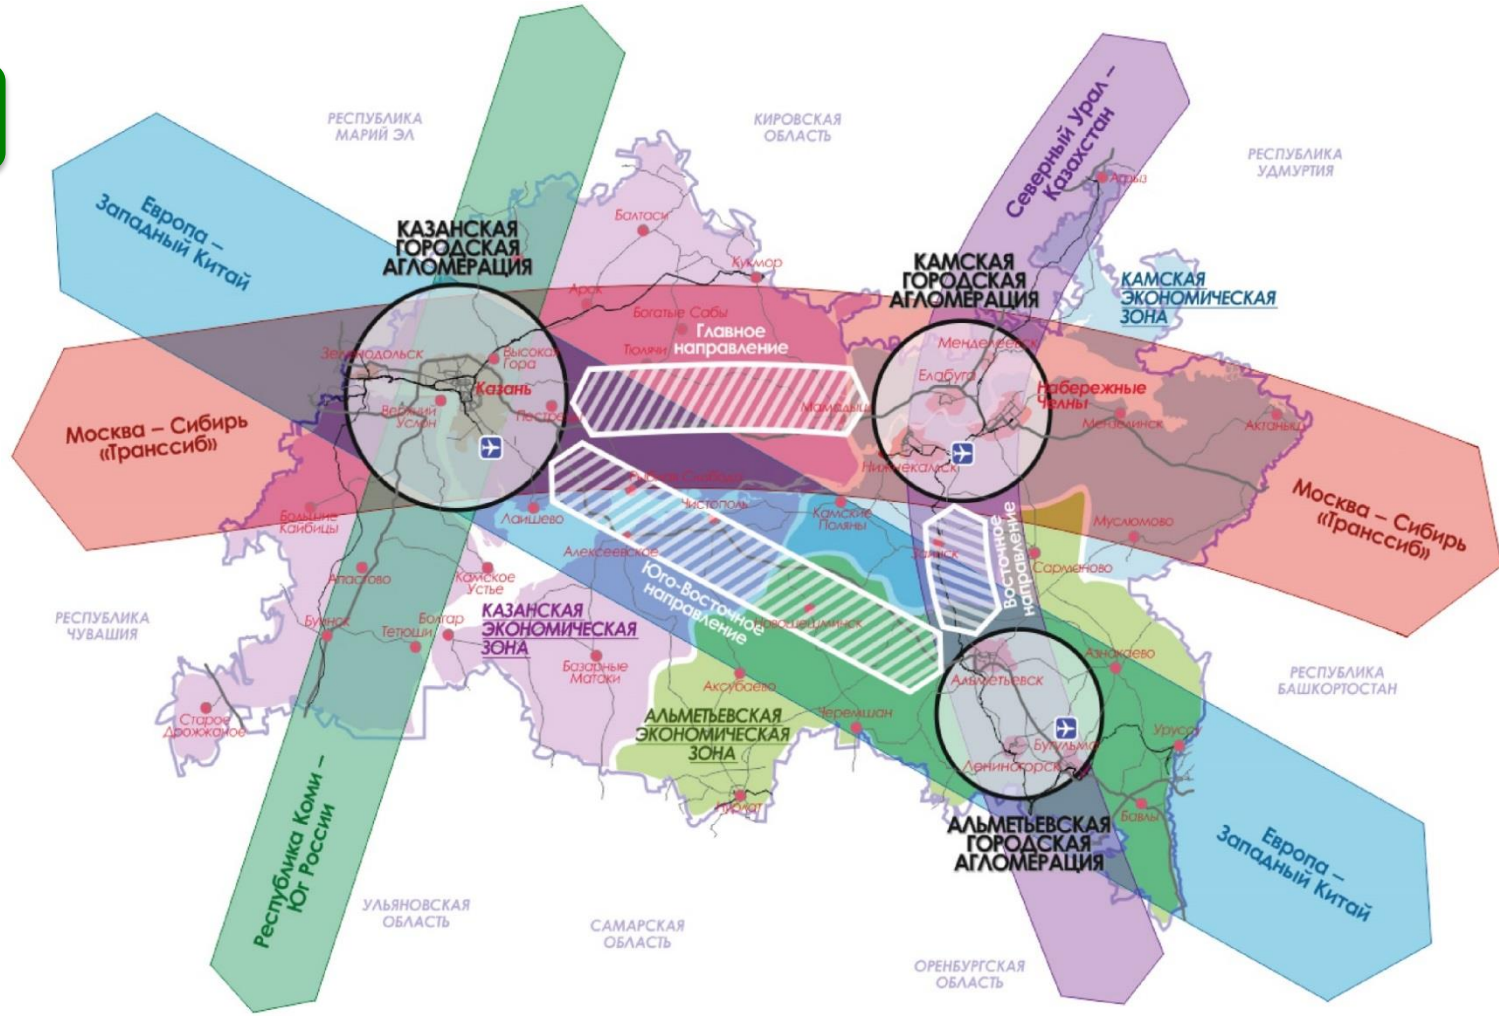 РЕСПУБЛИКА
МАРИЙ ЭЛ
КИРОВСКАЯ
ОБЛАСТЬ
РЕСПУБЛИКА
УДМУРТИЯ
Северный Урал –
Казахстан
Агрыз
Европа –
Западный Китай
КАЗАНСКАЯ
ГОРОДСКАЯ
АГЛОМЕРАЦИЯ
Балтаси
Кукмор
Арск
Богатые Сабы
Тюлячи
Главное
направление
КАМСКАЯ
ГОРОДСКАЯ
АГЛОМЕРАЦИЯ
КАМСКАЯ
ЭКОНОМИЧЕСКАЯ
ЗОНА
Зеленодольск
Высокая
Гора
Казань
Верхний
Услон
Мамадыш
Менделеевск
Елабуга
Набережные
Челны
Мензелинск
Актаныш
Нижнекамск
Москва – Сибирь
«Транссиб»
Москва – Сибирь
«Транссиб»
Рыбная Слобода
Чистополь
Камские
Поляны
Лаишево
Алексеевское
Большие
Кайбицы
Апастово
Камское
Устье
Юго-Восточное
направление
Заинск
Восточное
направление
Муслюмово
Сарманово
РЕСПУБЛИКА
ЧУВАШИЯ
Буинск
Тетюши
Болгар
КАЗАНСКАЯ
ЭКОНОМИЧЕСКАЯ
ЗОНА
Базарные
Матаки
Новошешминск
Аксубаево
Альметьевск
Азнакаево
РЕСПУБЛИКА
БАШКОРТОСТАН
Старое
Дрожжаное
АЛЬМЕТЬЕВСКАЯ
ЭКОНОМИЧЕСКАЯ
ЗОНА
Черемшан
Бугульма
Лениногорск
Уруссу
Нурлат
Бавлы
АЛЬМЕТЬЕВСКАЯ
ГОРОДСКАЯ
АГЛОМЕРАЦИЯ
Республика Коми –
Юг России
Европа –
Западный Китай
УЛЬЯНОВСКАЯ
ОБЛАСТЬ
САМАРСКАЯ
ОБЛАСТЬ
ОРЕНБУРГСКАЯ
ОБЛАСТЬ